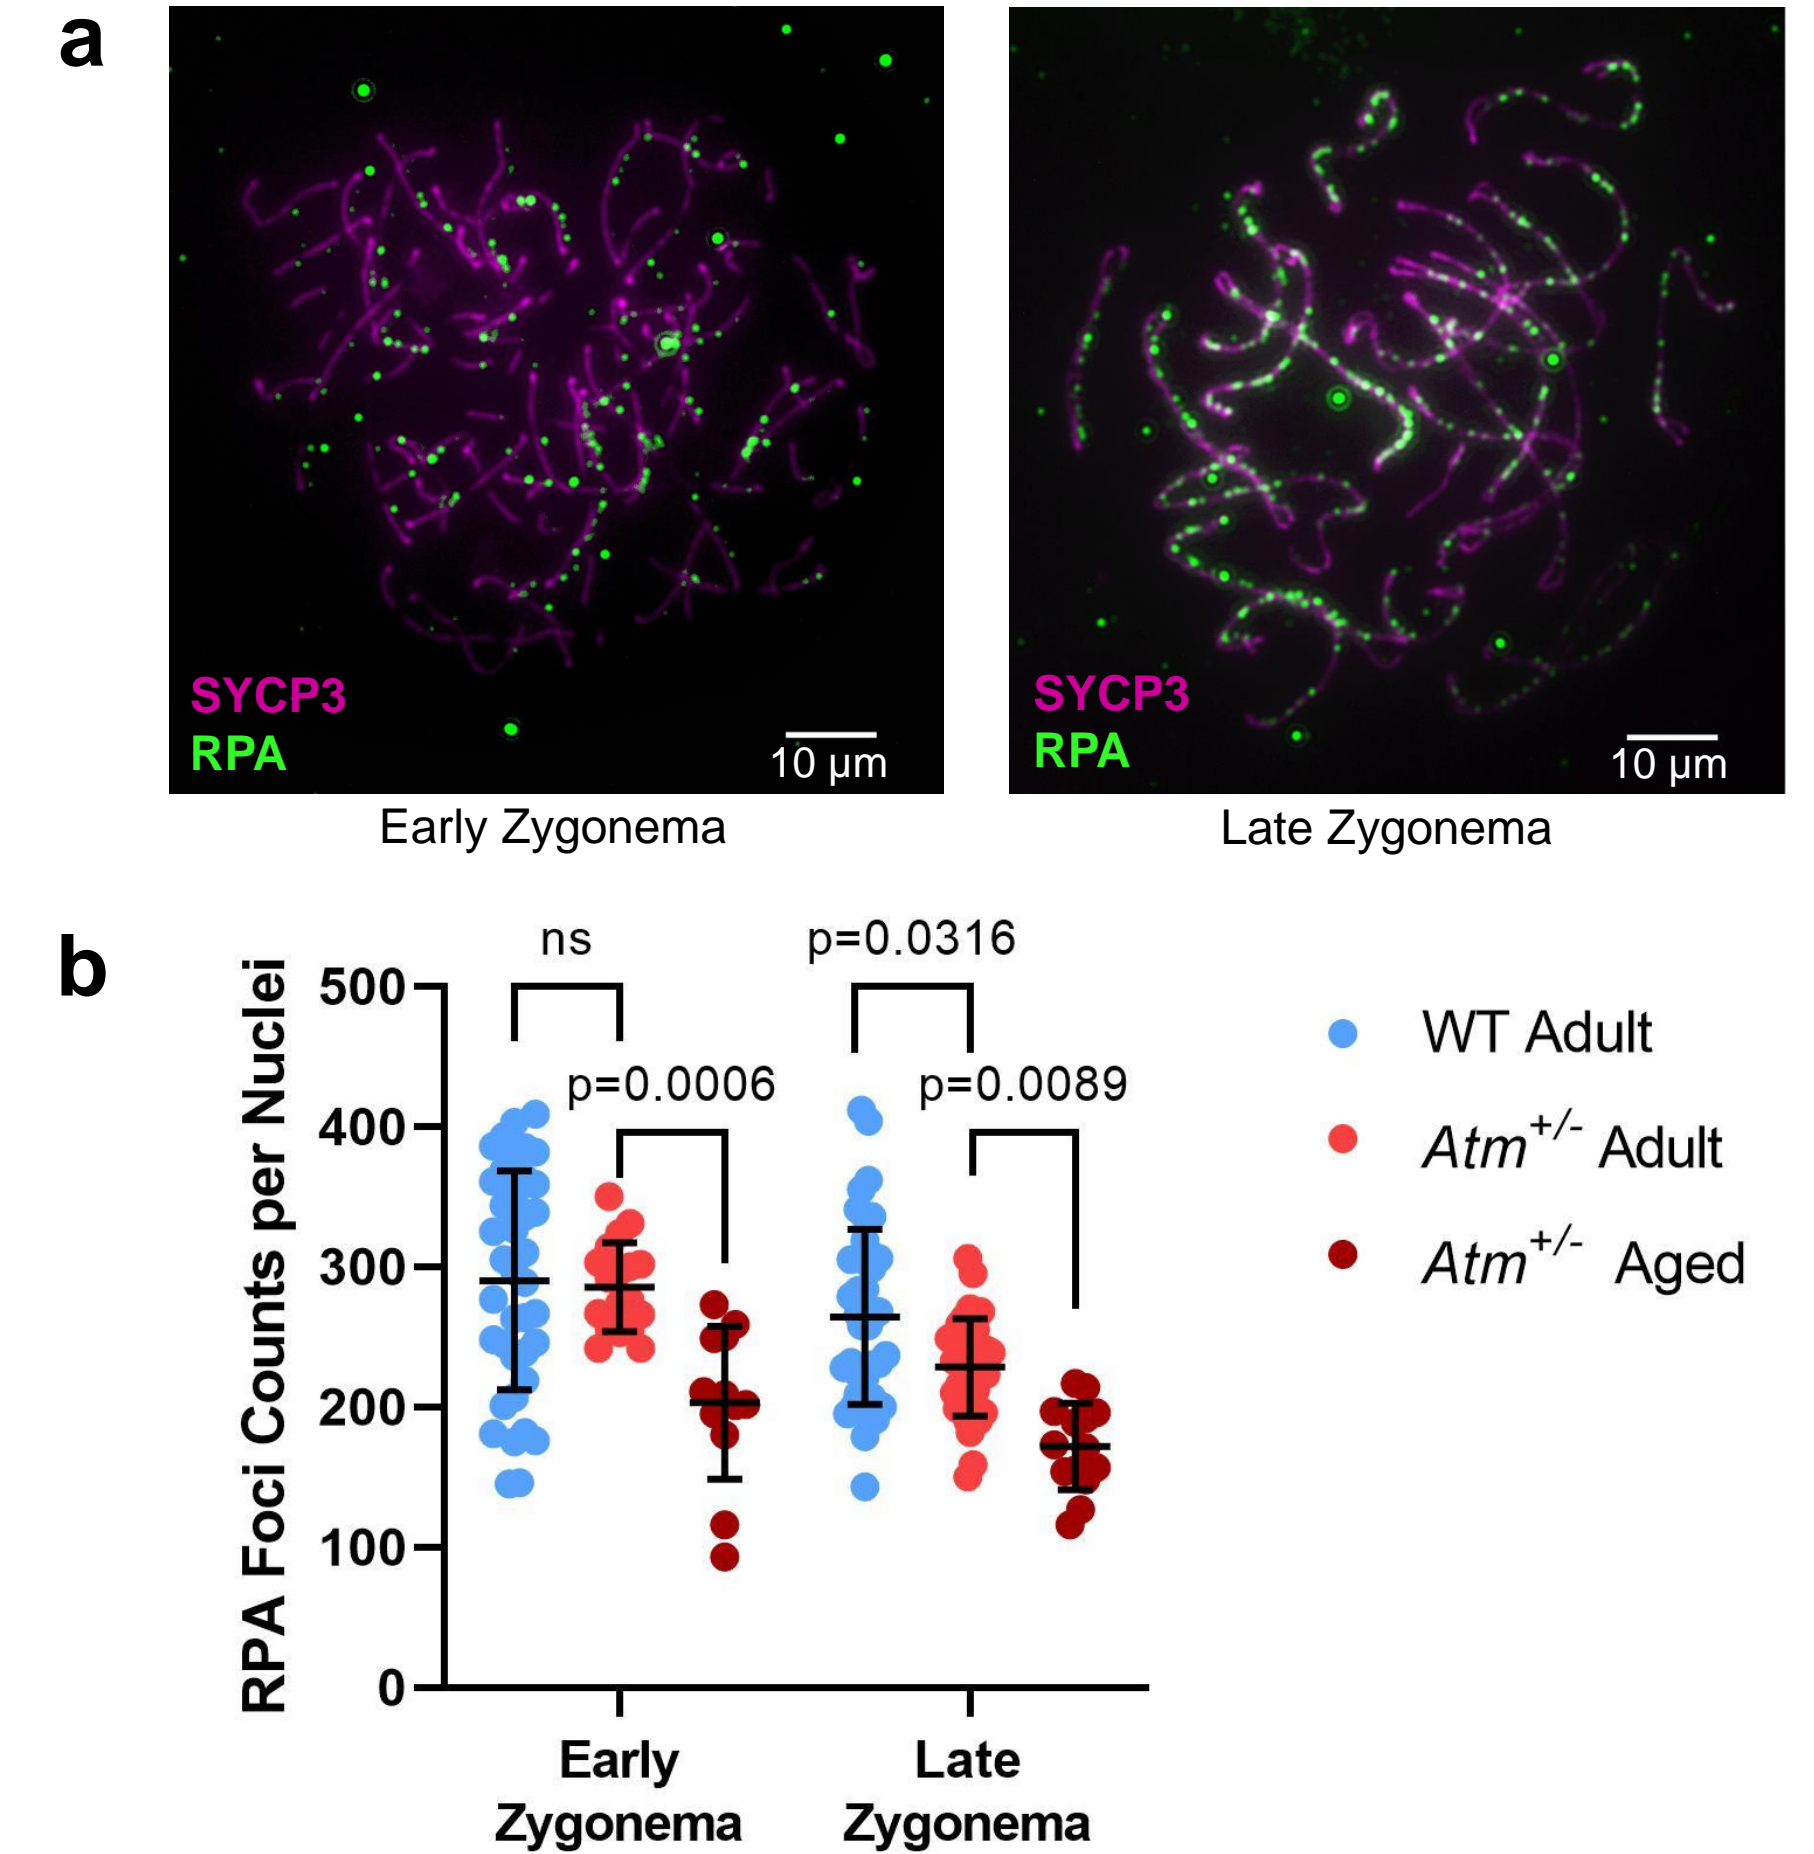 a
SYCP3
RPA
10 µm
Early Zygonema
SYCP3
RPA
10 µm
Late Zygonema
b
RPA Foci Counts per Nuclei
500
400
300
200
100
0
ns
p=0.0006
p=0.0316
p=0.0089
Early
Zygonema
Late
Zygonema
WT Adult
Atm+/- Adult
Atm+/- Aged